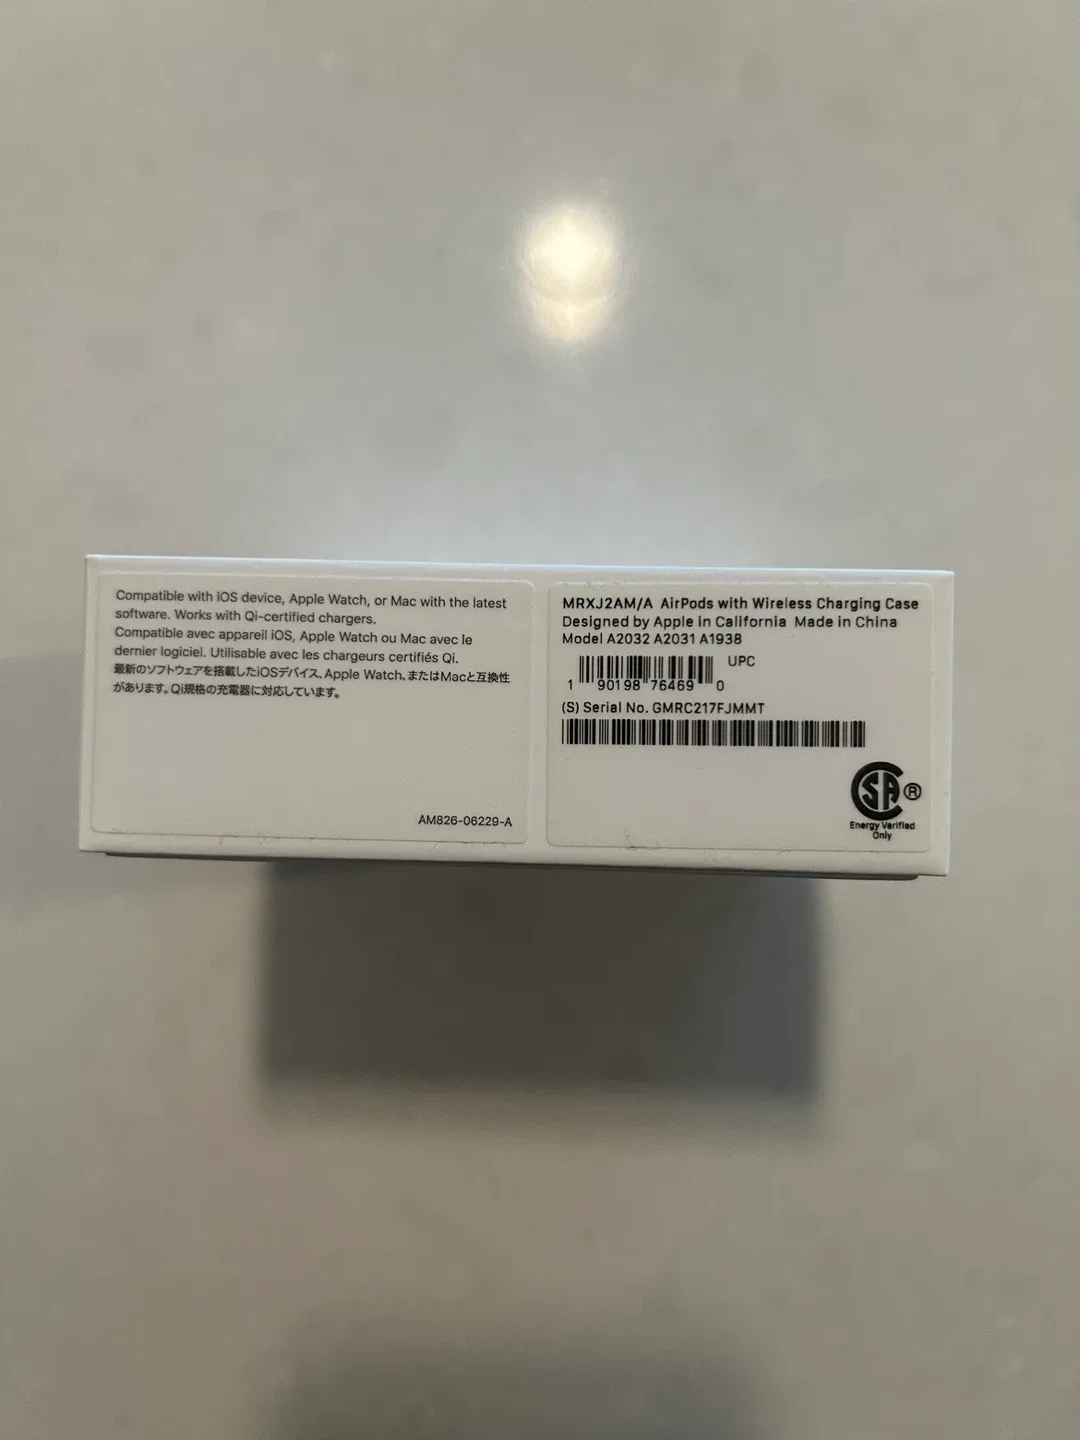 Compatible with iOS device, Apple Watch, or Mac with the latest
software. Works with Qi-certified chargers.
Compatible avec appareil iOS, Apple Watch ou Mac avec le
dernier logiciel. Utilisable avec les chargeurs certifiés Qi.
最新のソフトウェアを搭載したiOSデバイス、Apple Watch、またはMacと互換性
があります。Qi規格の充電器に対応しています。
AM826-06229-A
MRXJ2AM/A AirPods with Wireless Charging Case
Designed by Apple in California Made in China
Model A2032 A2031 A1938
UPC
1 90198 76469 0
(S) Serial No. GMRC217FJMMT
CSA ®
Energy Verified
Only